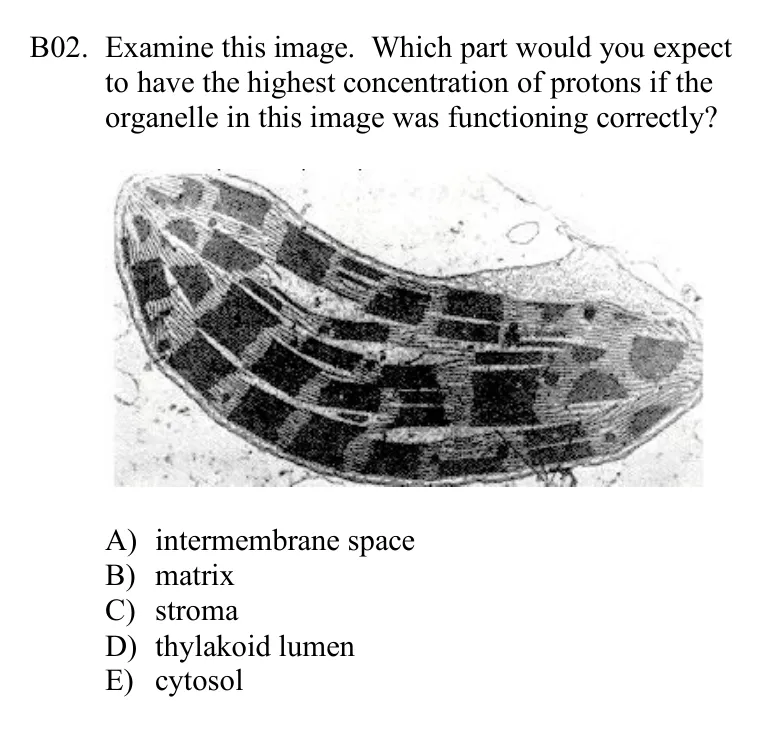 B02. Examine this image. Which part would you expect
to have the highest concentration of protons if the
organelle in this image was functioning correctly?
A) intermembrane space
B) matrix
C) stroma
D) thylakoid lumen
E) cytosol